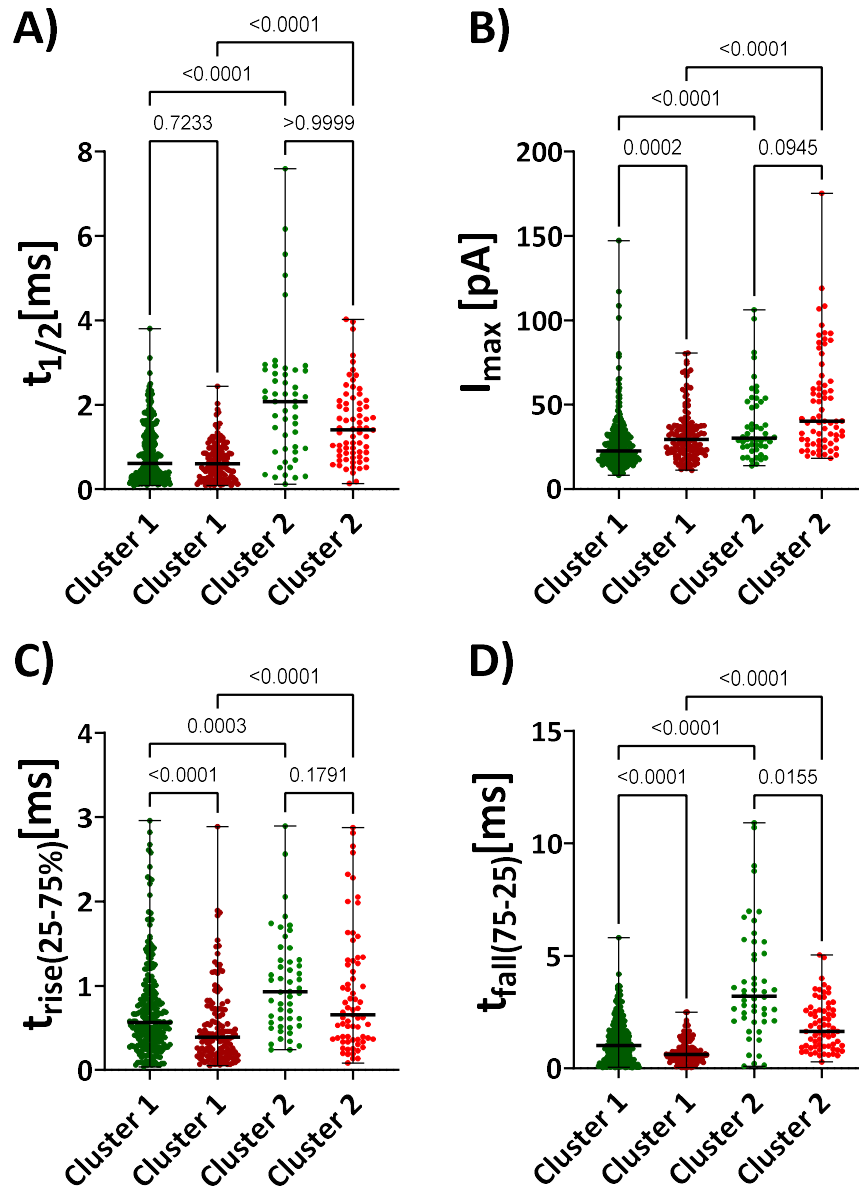 A)
<0.0001
<0.0001
0.7233
>0.9999
t1/2[ms]
8
6
4
2
0
Cluster 1
Cluster 1
Cluster 2
Cluster 2
B)
<0.0001
<0.0001
0.0002
0.0945
Imax [pA]
200
150
100
50
0
Cluster 1
Cluster 1
Cluster 2
Cluster 2
C)
<0.0001
0.0003
<0.0001
0.1791
trise(25-75%)[ms]
4
3
2
1
0
Cluster 1
Cluster 1
Cluster 2
Cluster 2
D)
<0.0001
<0.0001
<0.0001
0.0155
tfall(75-25)[ms]
15
10
5
0
Cluster 1
Cluster 1
Cluster 2
Cluster 2